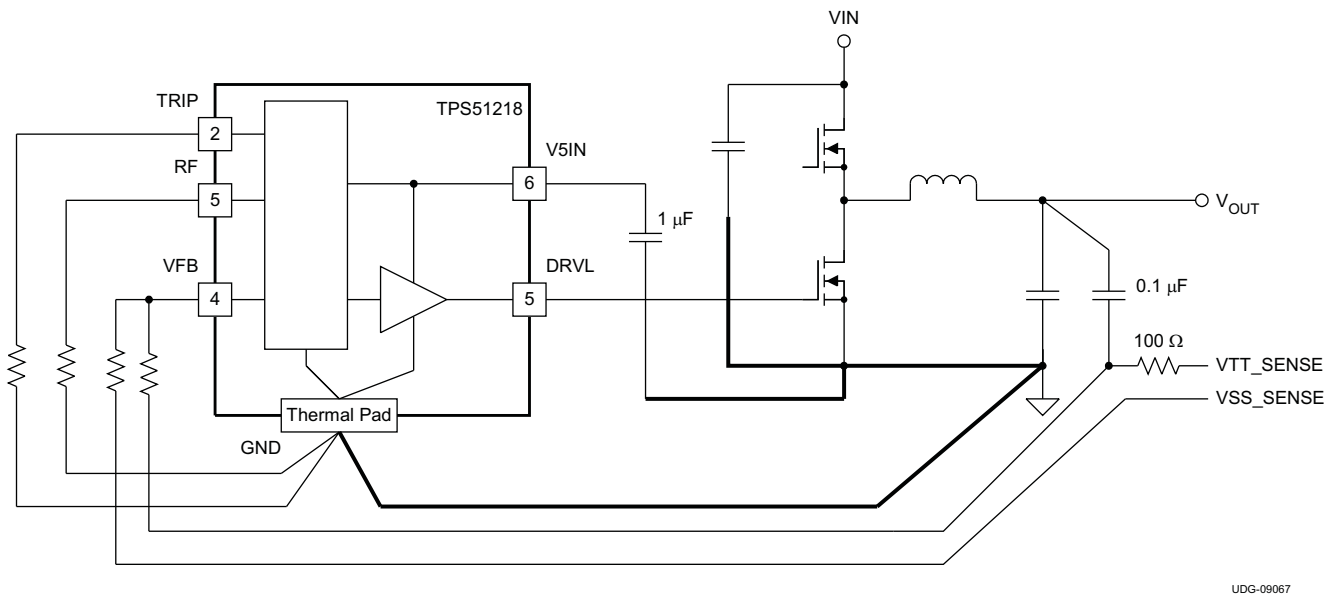 VIN
TRIP
TPS51218
2
V5IN
RF
6
5
1 µF
V_OUT
VFB
DRVL
4
5
0.1 µF
100 Ω
VTT_SENSE
VSS_SENSE
Thermal Pad
GND
UDG-09067